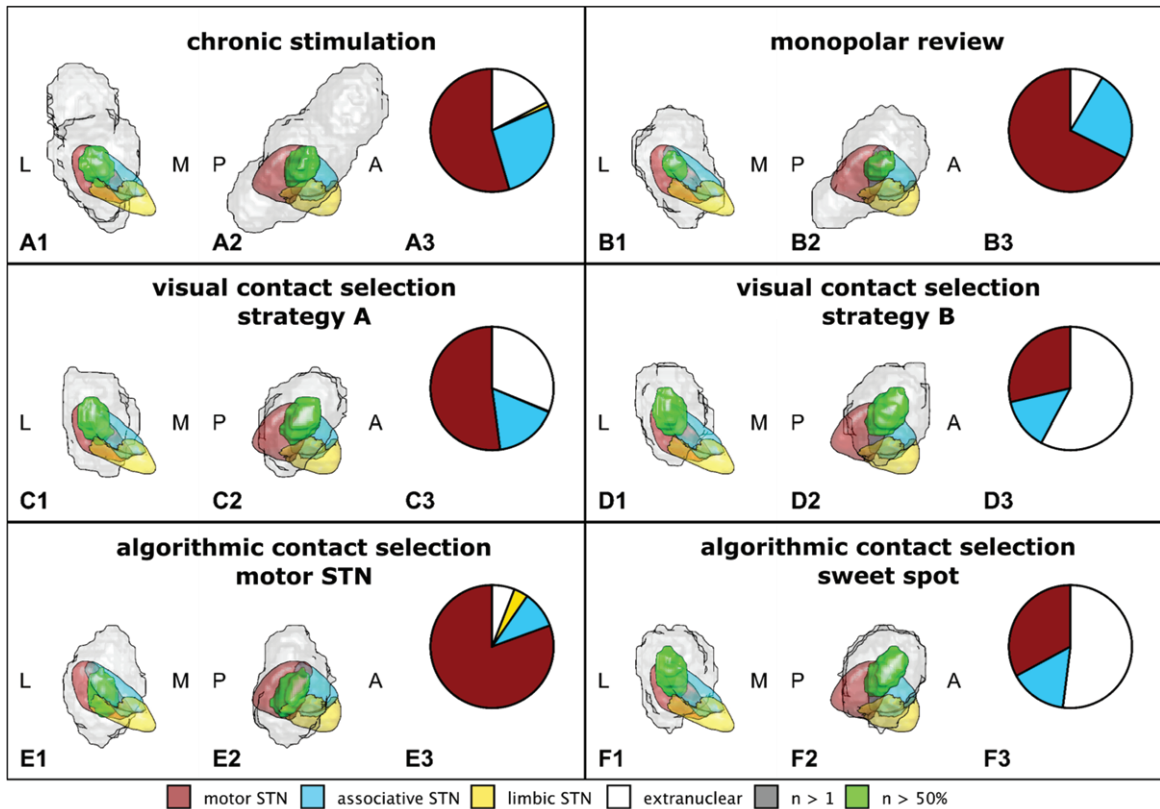 chronic stimulation
L M P A
A1 A2 A3
monopolar review
L M P A
B1 B2 B3
visual contact selection
strategy A
L M P A
C1 C2 C3
visual contact selection
strategy B
L M P A
D1 D2 D3
algorithmic contact selection
motor STN
L M P A
E1 E2 E3
algorithmic contact selection
sweet spot
L M P A
F1 F2 F3
motor STN associative STN limbic STN extranuclear n > 1 n > 50%